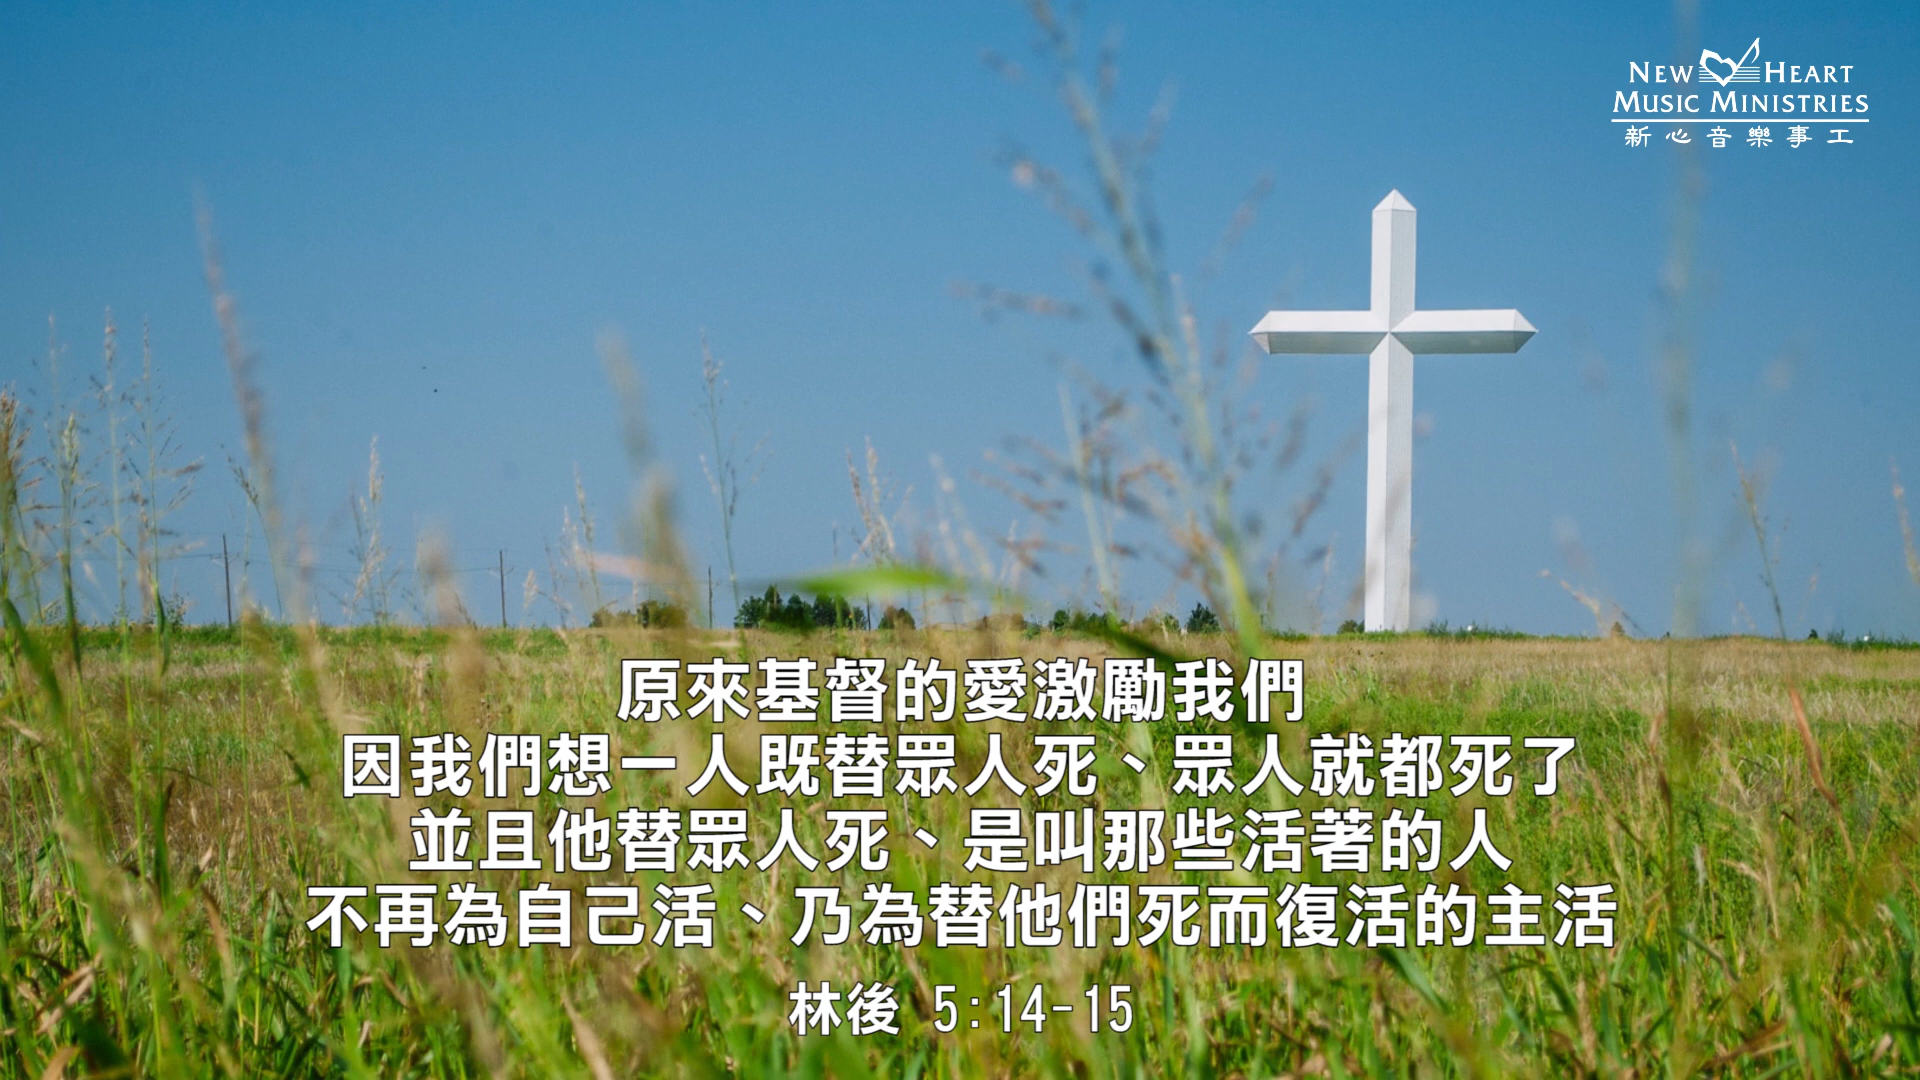 NEW HEART
MUSIC MINISTRIES
新心音樂事工
原來基督的愛激勵我們
因我們想一人既替眾人死、眾人就都死了
並且他替眾人死、是叫那些活著的人
不再為自己活、乃為替他們死而復活的主活
林後 5:14-15